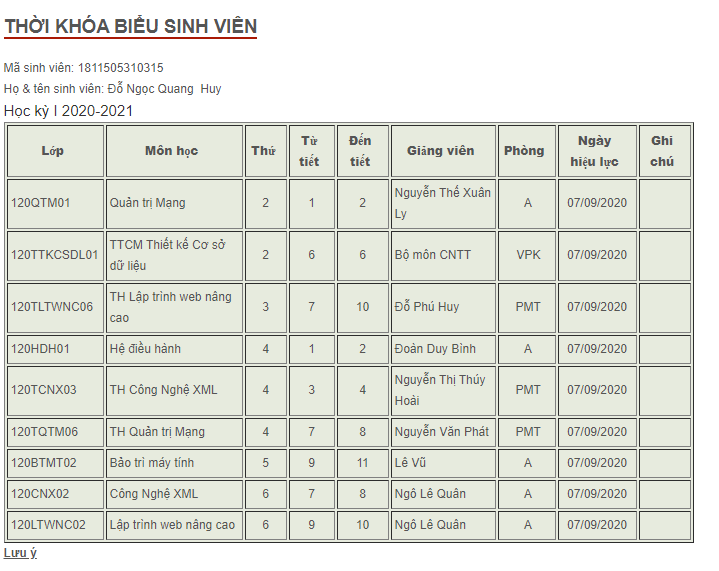 THỜI KHÓA BIỂU SINH VIÊN
Mã sinh viên: 1811505310315
Họ & tên sinh viên: Đỗ Ngọc Quang Huy
Học kỳ I 2020-2021
Lớp Môn học Thứ Từ tiết Đến tiết Giảng viên Phòng Ngày hiệu lực Ghi chú
120QTM01 Quản trị Mạng 2 1 2 Nguyễn Thế Xuân Ly A 07/09/2020
120TTKCSDL01 TTCM Thiết kế Cơ sở dữ liệu 2 6 6 Bộ môn CNTT VPK 07/09/2020
120TLTWNC06 TH Lập trình web nâng cao 3 7 10 Đỗ Phú Huy PMT 07/09/2020
120HDH01 Hệ điều hành 4 1 2 Đoàn Duy Bình A 07/09/2020
120TCNX03 TH Công Nghệ XML 4 3 4 Nguyễn Thị Thúy Hoài PMT 07/09/2020
120TQTM06 TH Quản trị Mạng 4 7 8 Nguyễn Văn Phát PMT 07/09/2020
120BTMT02 Bảo trì máy tính 5 9 11 Lê Vũ A 07/09/2020
120CNX02 Công Nghệ XML 6 7 8 Ngô Lê Quân A 07/09/2020
120LTWNC02 Lập trình web nâng cao 6 9 10 Ngô Lê Quân A 07/09/2020
Lưu ý